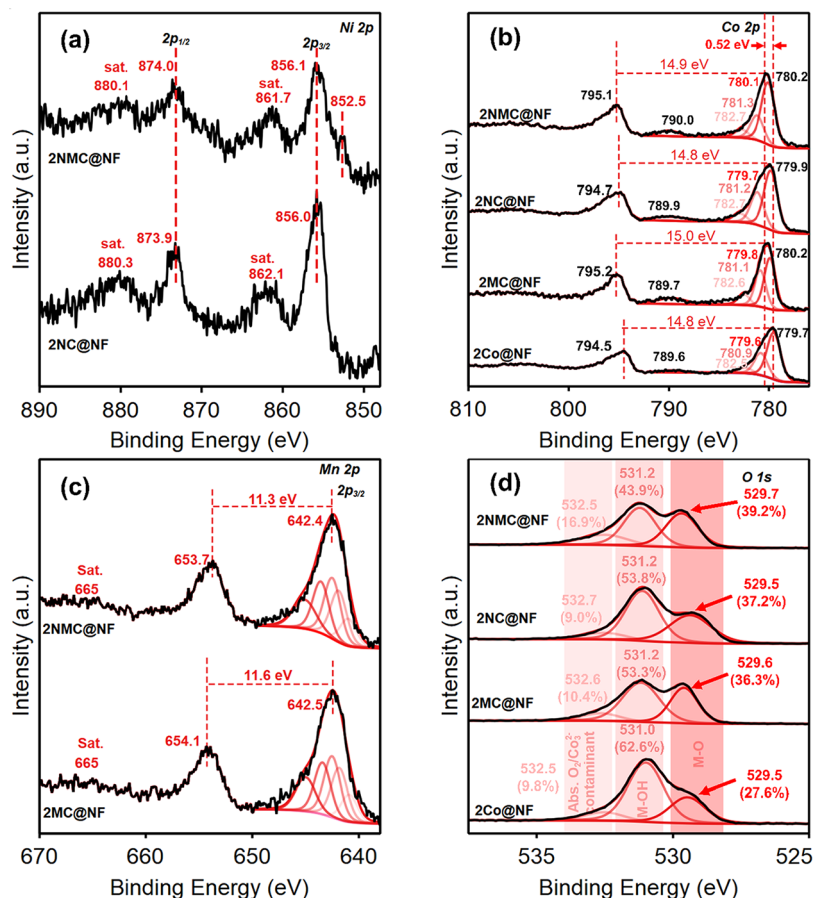 (a)
Ni 2p
2p1/2
2p3/2
sat.
880.1
874.0
sat.
861.7
856.1
852.5
2NMC@NF
873.9
856.0
sat.
880.3
sat.
862.1
2NC@NF
Intensity (a.u.)
890 880 870 860 850
Binding Energy (eV)
(b)
Co 2p
0.52 eV
14.9 eV
795.1
790.0
780.1
781.3
782.7
780.2
2NMC@NF
14.8 eV
794.7
789.9
779.7
781.2
779.9
2NC@NF
15.0 eV
795.2
789.7
779.8
781.1
782.6
780.2
2MC@NF
14.8 eV
794.5
789.6
779.6
780.9
779.7
2Co@NF
Intensity (a.u.)
810 800 790 780
Binding Energy (eV)
(c)
Mn 2p
2p3/2
11.3 eV
642.4
653.7
Sat.
665
2NMC@NF
11.6 eV
642.5
654.1
Sat.
665
2MC@NF
Intensity (a.u.)
670 660 650 640
Binding Energy (eV)
(d)
O 1s
531.2
(43.9%)
532.5
(16.9%)
529.7
(39.2%)
2NMC@NF
531.2
(53.8%)
532.7
(9.0%)
529.5
(37.2%)
2NC@NF
531.2
(53.3%)
532.6
(10.4%)
529.6
(36.3%)
2MC@NF
531.0
(62.6%)
532.5
(9.8%)
529.5
(27.6%)
2Co@NF
Abs. O2/Co3^2-
contaminant
M-OH
M-O
Intensity (a.u.)
535 530 525
Binding Energy (eV)